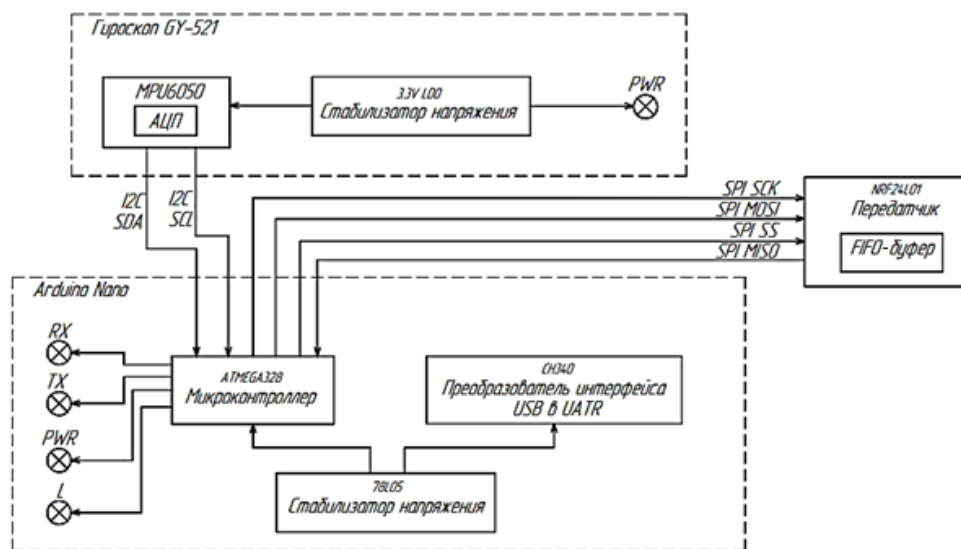 Гироскоп GY-521
MPU6050
АЦП
3.3V LDO
Стабилизатор напряжения
PWR
I2C
SDA
I2C
SCL
SPI SCK
SPI MOSI
SPI SS
SPI MISO
NRF24L01
Передатчик
FIFO-буфер
Arduino Nano
RX
TX
PWR
L
ATMEGA328
Микроконтроллер
CH340
Преобразователь интерфейса
USB в UATR
78L05
Стабилизатор напряжения